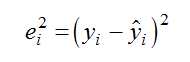 e_i^2 = (y_i - ŷ_i)^2